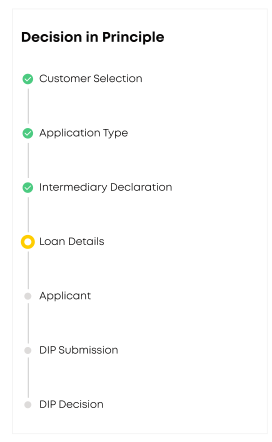 Decision in Principle
Customer Selection
Application Type
Intermediary Declaration
Loan Details
Applicant
DIP Submission
DIP Decision